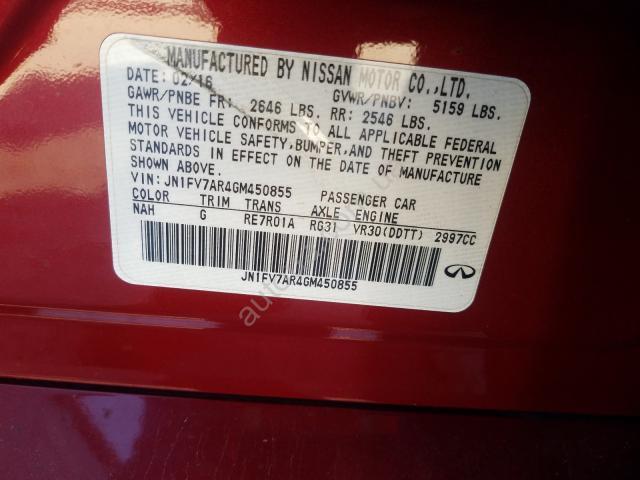 MANUFACTURED BY NISSAN MOTOR CO.,LTD.
DATE: 02/16 GVWR/PNBV: 5159 LBS.
GAWR/PNBE FR: 2646 LBS. RR: 2546 LBS.
THIS VEHICLE CONFORMS TO ALL APPLICABLE FEDERAL
MOTOR VEHICLE SAFETY, BUMPER, AND THEFT PREVENTION
STANDARDS IN EFFECT ON THE DATE OF MANUFACTURE
SHOWN ABOVE.
VIN: JN1FV7AR4GM450855 PASSENGER CAR
COLOR TRIM TRANS AXLE ENGINE
NAH G RE7R01A RG31 VR30(DDTT) 2997CC
JN1FV7AR4GM450855